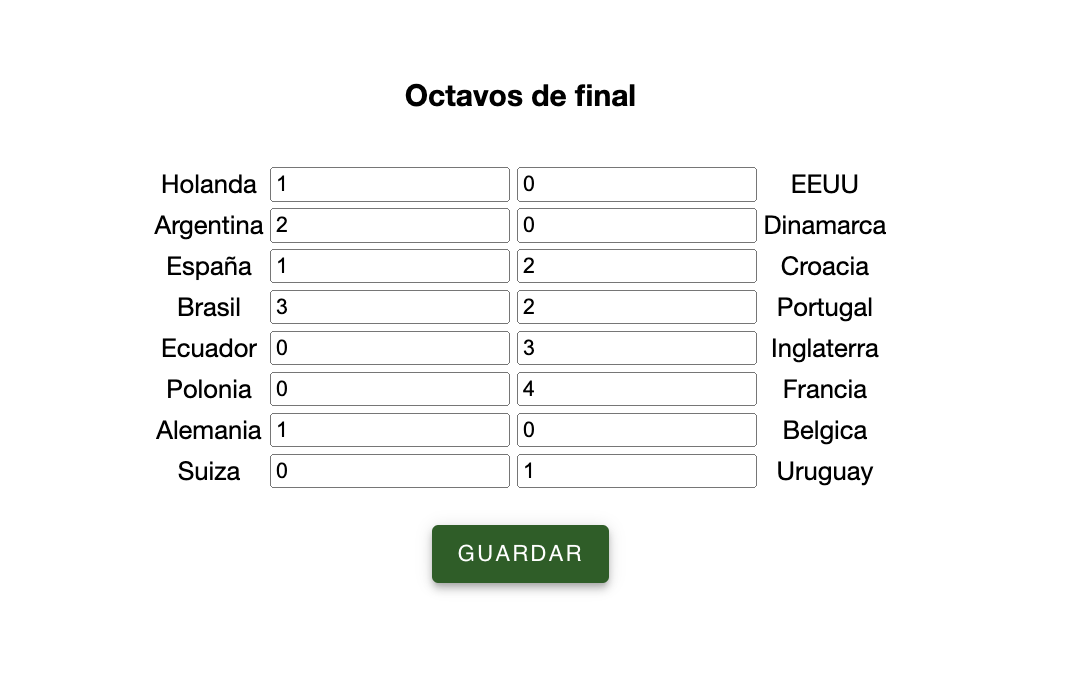 Octavos de final
Holanda 1 0 EEUU
Argentina 2 0 Dinamarca
España 1 2 Croacia
Brasil 3 2 Portugal
Ecuador 0 3 Inglaterra
Polonia 0 4 Francia
Alemania 1 0 Belgica
Suiza 0 1 Uruguay
GUARDAR